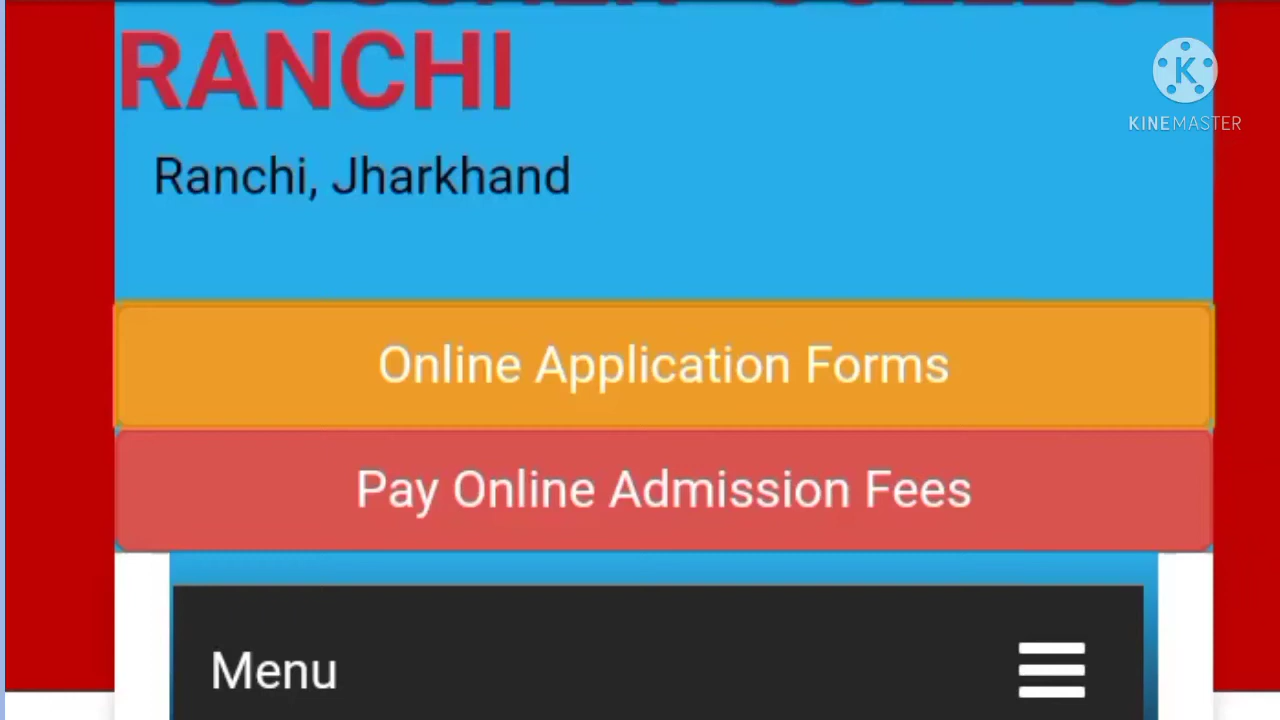 RANCHI
K
KINEMASTER
Ranchi, Jharkhand
Online Application Forms
Pay Online Admission Fees
Menu